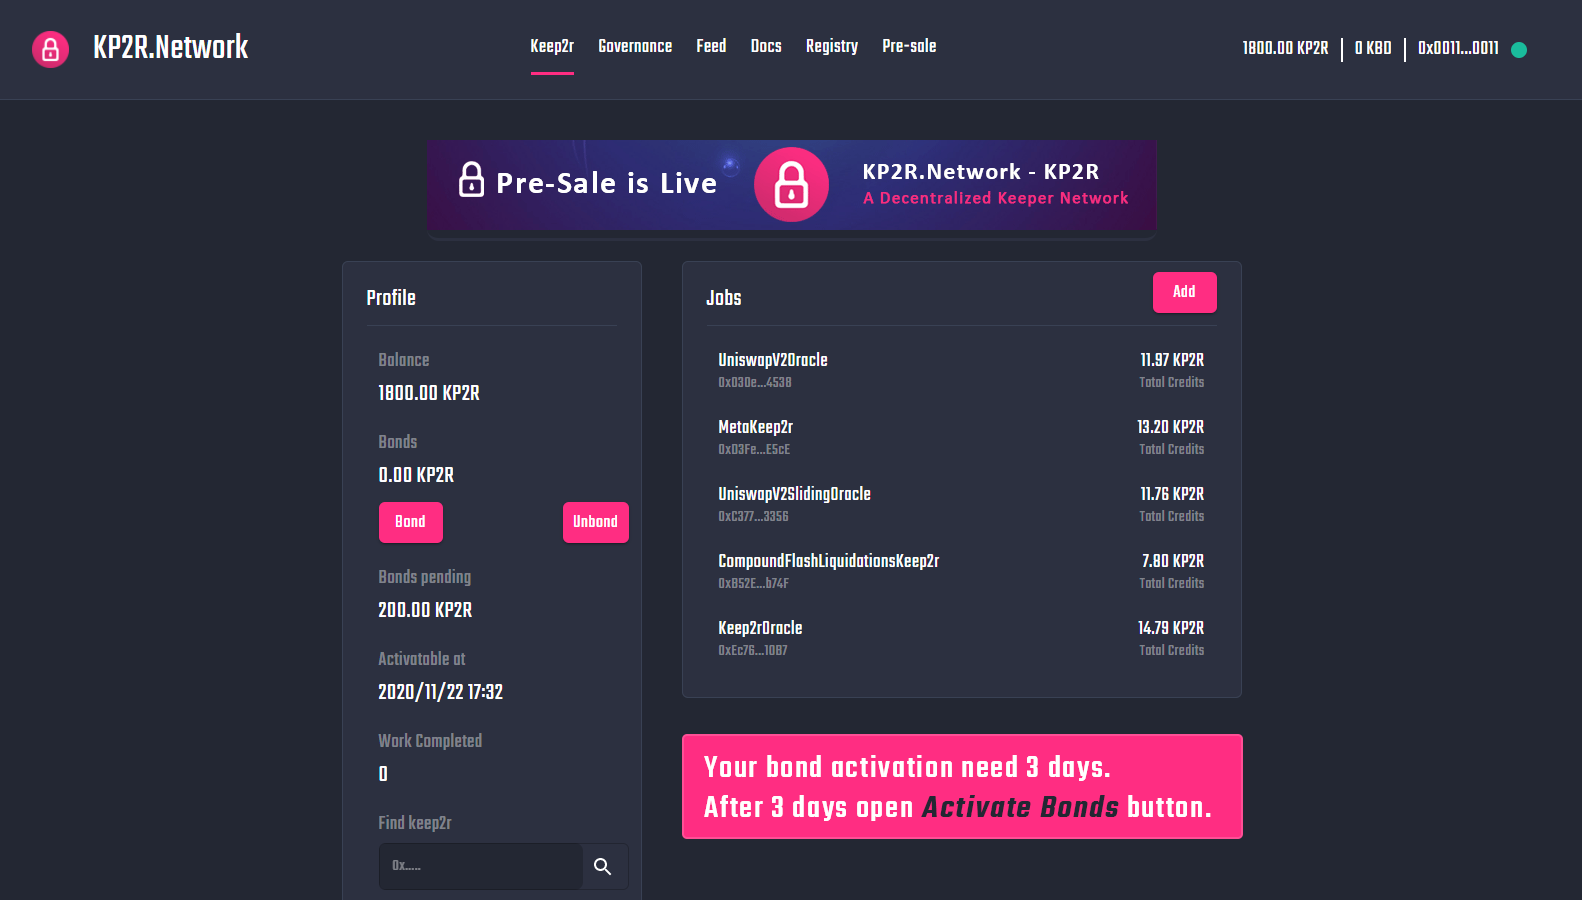 KP2R.Network
Keep2r Governance Feed Docs Registry Pre-sale
1800.00 KP2R | 0 KBD | 0x0011...0011
Pre-Sale is Live
KP2R.Network - KP2R
A Decentralized Keeper Network
Profile
Balance
1800.00 KP2R
Bonds
0.00 KP2R
Bond Unbond
Bonds pending
200.00 KP2R
Activatable at
2020/11/22 17:32
Work Completed
0
Find keep2r
0x.....
Jobs Add
UniswapV2Oracle 11.97 KP2R
0xD30e...453B Total Credits
MetaKeep2r 13.20 KP2R
0xD3Fe...E5cE Total Credits
UniswapV2SlidingOracle 11.76 KP2R
0xC377...3356 Total Credits
CompoundFlashLiquidationsKeep2r 7.80 KP2R
0xB52E...b74F Total Credits
Keep2rOracle 14.79 KP2R
0xEc76...10B7 Total Credits
Your bond activation need 3 days.
After 3 days open Activate Bonds button.